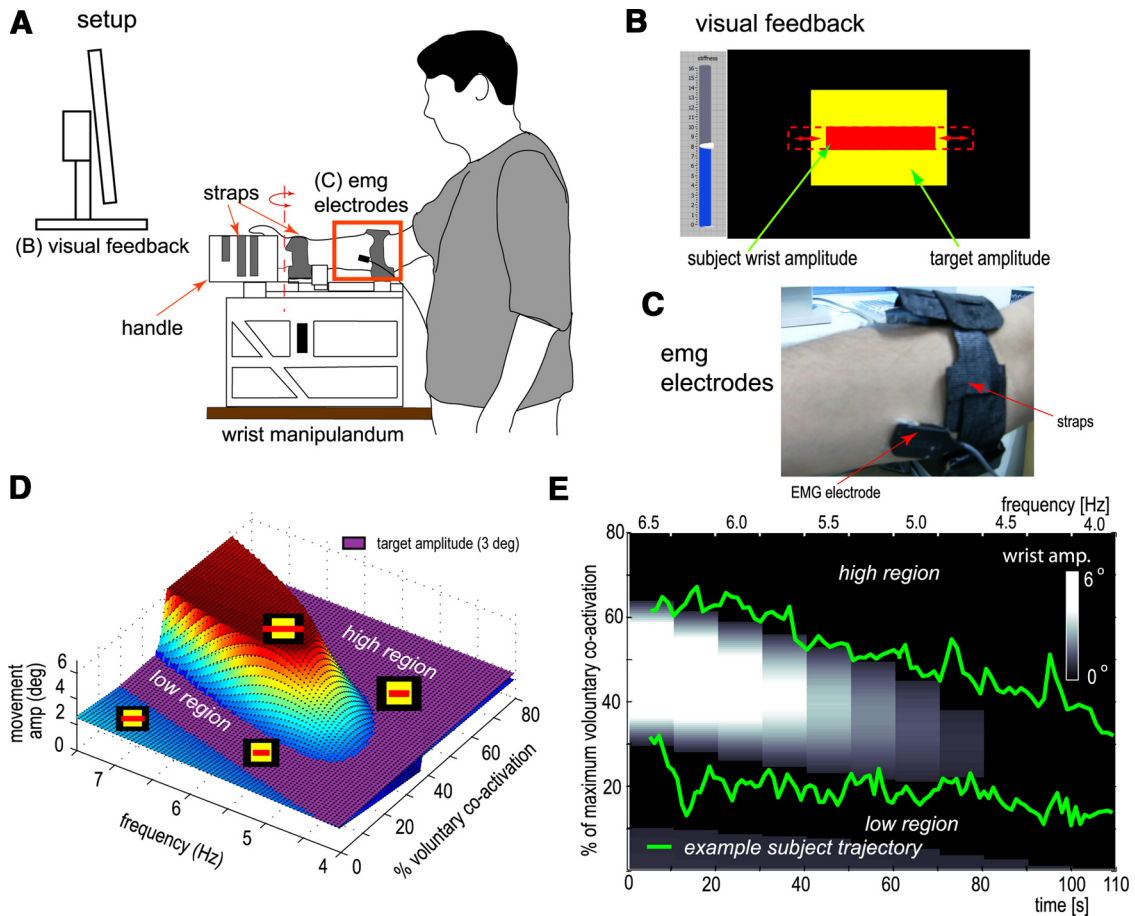 A
setup
(B) visual feedback
straps
(C) emg
electrodes
handle
wrist manipulandum
B
visual feedback
stiffness
16
15
14
13
12
11
10
9
8
7
6
5
4
3
2
1
0
subject wrist amplitude
target amplitude
C
emg
electrodes
straps
EMG electrode
D
target amplitude (3 deg)
high region
low region
movement
amp (deg)
6
4
2
0
7
6
5
4
frequency (Hz)
0
20
40
60
80
% voluntary co-activation
E
frequency [Hz]
6.5
6.0
5.5
5.0
4.5
4.0
wrist amp.
6°
0°
high region
low region
example subject trajectory
% of maximum volountary co-activation
80
60
40
20
0
20
40
60
80
100
110
time [s]